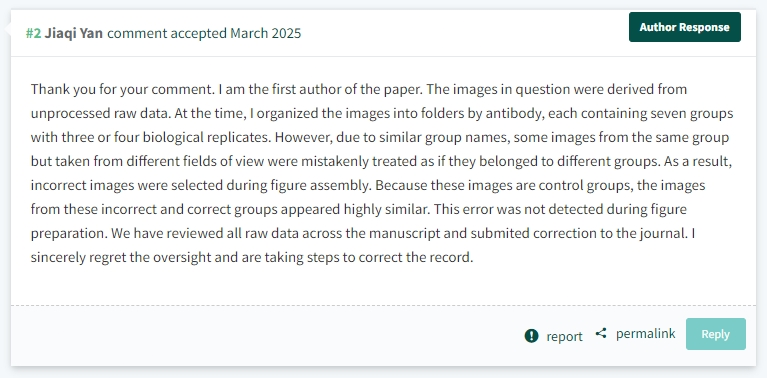 #2 Jiaqi Yan comment accepted March 2025
Author Response
Thank you for your comment. I am the first author of the paper. The images in question were derived from
unprocessed raw data. At the time, I organized the images into folders by antibody, each containing seven groups
with three or four biological replicates. However, due to similar group names, some images from the same group
but taken from different fields of view were mistakenly treated as if they belonged to different groups. As a result,
incorrect images were selected during figure assembly. Because these images are control groups, the images
from these incorrect and correct groups appeared highly similar. This error was not detected during figure
preparation. We have reviewed all raw data across the manuscript and submited correction to the journal. I
sincerely regret the oversight and are taking steps to correct the record.
report permalink Reply